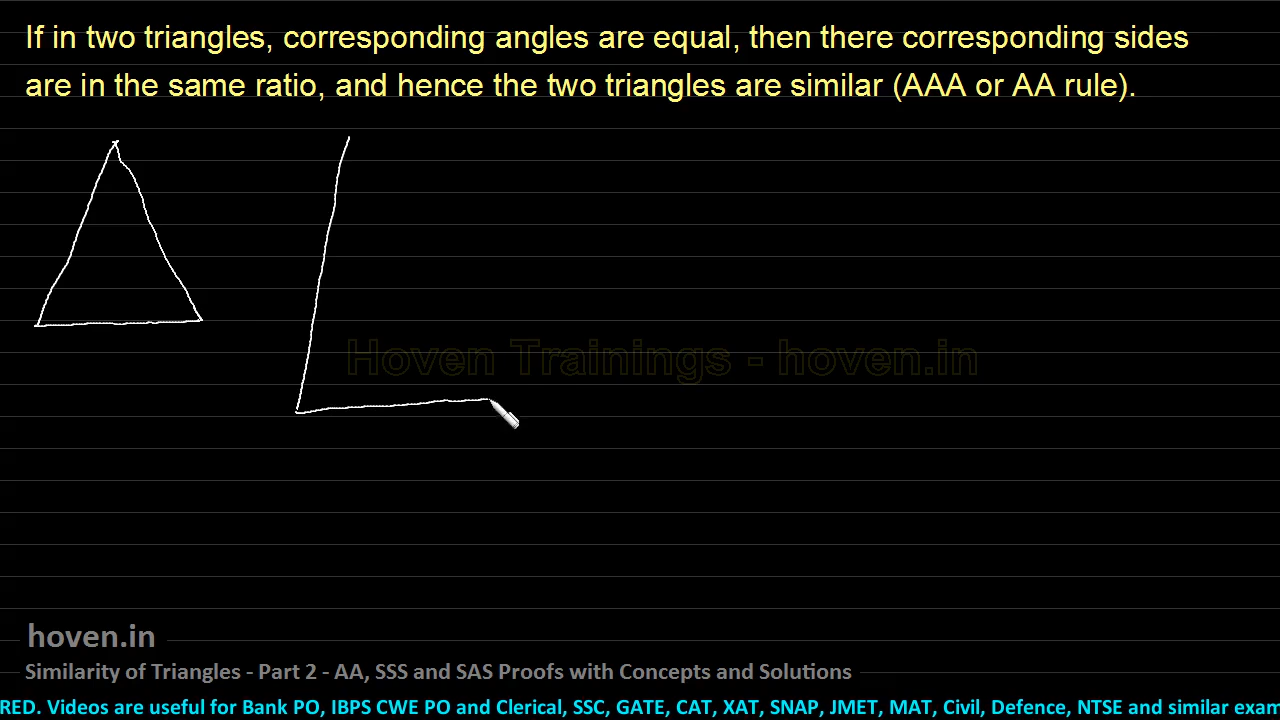 If in two triangles, corresponding angles are equal, then there corresponding sides
are in the same ratio, and hence the two triangles are similar (AAA or AA rule).
Hoven Trainings - hoven.in
hoven.in
Similarity of Triangles - Part 2 - AA, SSS and SAS Proofs with Concepts and Solutions
RED. Videos are useful for Bank PO, IBPS CWE PO and Clerical, SSC, GATE, CAT, XAT, SNAP, JMET, MAT, Civil, Defence, NTSE and similar exam